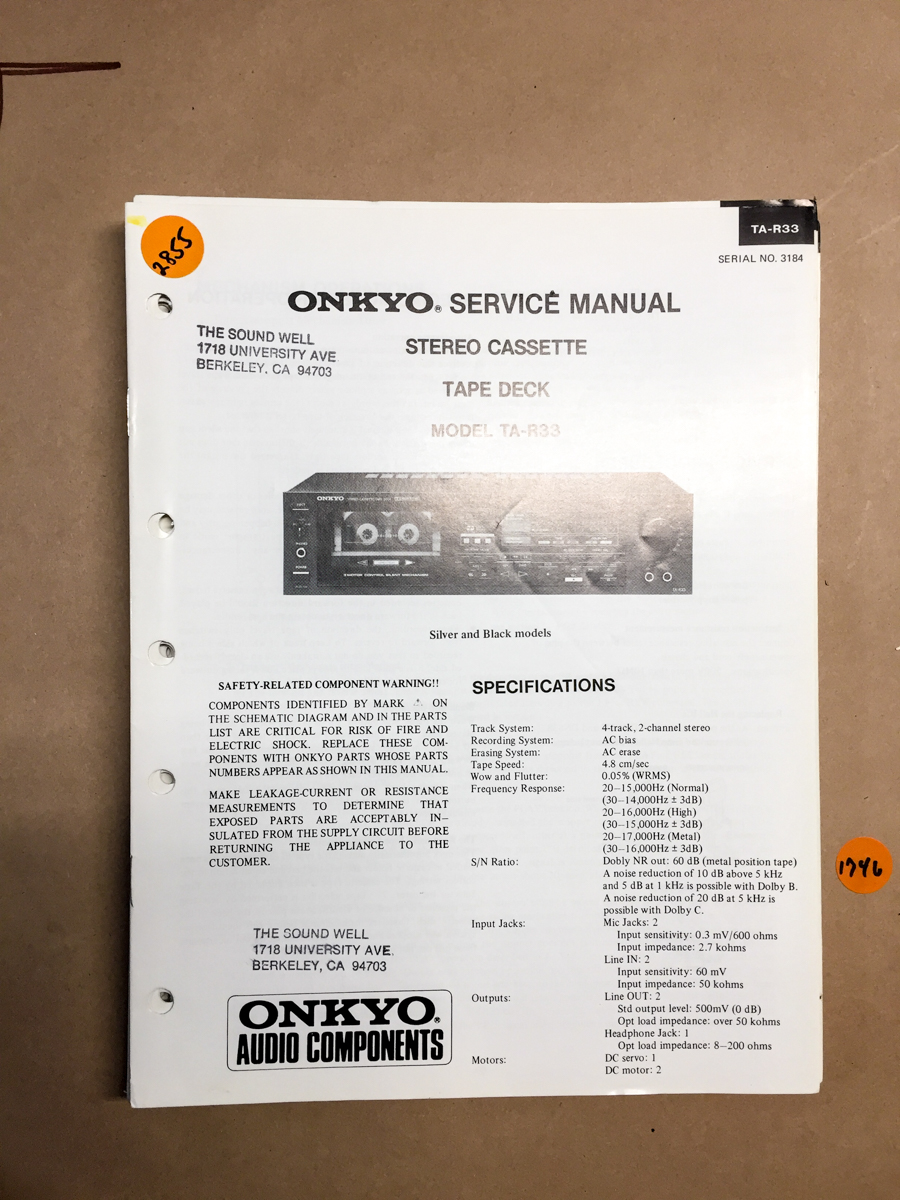 2855
TA-R33
SERIAL NO. 3184
ONKYO® SERVICE MANUAL
THE SOUND WELL
1718 UNIVERSITY AVE.
BERKELEY, CA 94703
STEREO CASSETTE
TAPE DECK
MODEL TA-R33
ONKYO
Silver and Black models
SAFETY-RELATED COMPONENT WARNING!!
COMPONENTS IDENTIFIED BY MARK ⚠ ON
THE SCHEMATIC DIAGRAM AND IN THE PARTS
LIST ARE CRITICAL FOR RISK OF FIRE AND
ELECTRIC SHOCK. REPLACE THESE COM-
PONENTS WITH ONKYO PARTS WHOSE PARTS
NUMBERS APPEAR AS SHOWN IN THIS MANUAL.
MAKE LEAKAGE-CURRENT OR RESISTANCE
MEASUREMENTS TO DETERMINE THAT
EXPOSED PARTS ARE ACCEPTABLY IN–
SULATED FROM THE SUPPLY CIRCUIT BEFORE
RETURNING THE APPLIANCE TO THE
CUSTOMER.
THE SOUND WELL
1718 UNIVERSITY AVE.
BERKELEY, CA 94703
ONKYO®
AUDIO COMPONENTS
SPECIFICATIONS
Track System: 4-track, 2-channel stereo
Recording System: AC bias
Erasing System: AC erase
Tape Speed: 4.8 cm/sec
Wow and Flutter: 0.05% (WRMS)
Frequency Response: 20–15,000Hz (Normal)
(30–14,000Hz ± 3dB)
20–16,000Hz (High)
(30–15,000Hz ± 3dB)
20–17,000Hz (Metal)
(30–16,000Hz ± 3dB)
S/N Ratio: Dobly NR out: 60 dB (metal position tape)
A noise reduction of 10 dB above 5 kHz
and 5 dB at 1 kHz is possible with Dolby B.
A noise reduction of 20 dB at 5 kHz is
possible with Dolby C.
Input Jacks: Mic Jacks: 2
Input sensitivity: 0.3 mV/600 ohms
Input impedance: 2.7 kohms
Line IN: 2
Input sensitivity: 60 mV
Input impedance: 50 kohms
Outputs: Line OUT: 2
Std output level: 500mV (0 dB)
Opt load impedance: over 50 kohms
Headphone Jack: 1
Opt load impedance: 8–200 ohms
Motors: DC servo: 1
DC motor: 2
1746